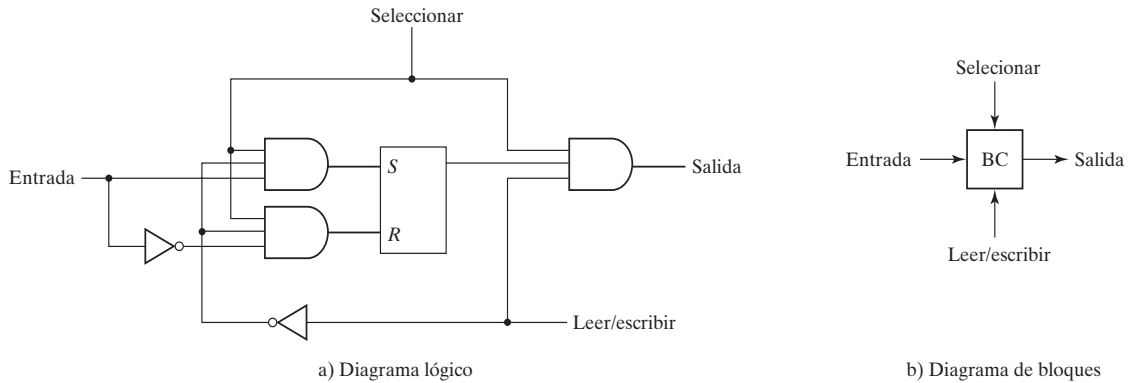 Seleccionar
Entrada
S
R
Salida
Leer/escribir
a) Diagrama lógico
Selecionar
Entrada
BC
Salida
Leer/escribir
b) Diagrama de bloques